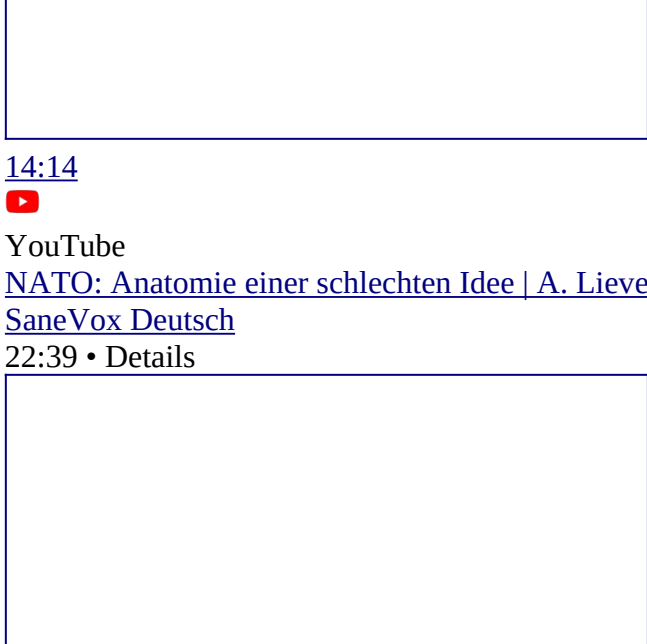 14:14
YouTube
NATO: Anatomie einer schlechten Idee | A. Lieve
SaneVox Deutsch
22:39 • Details